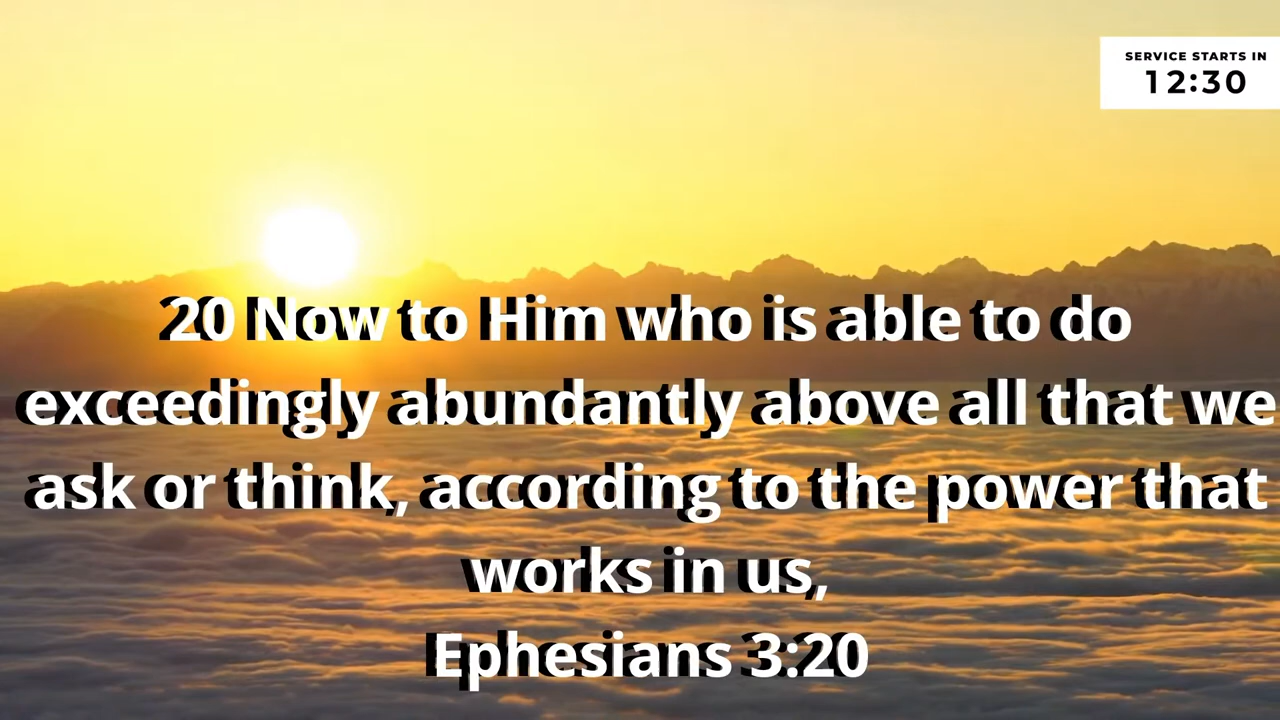 SERVICE STARTS IN
12:30
20 Now to Him who is able to do
exceedingly abundantly above all that we
ask or think, according to the power that
works in us,
Ephesians 3:20